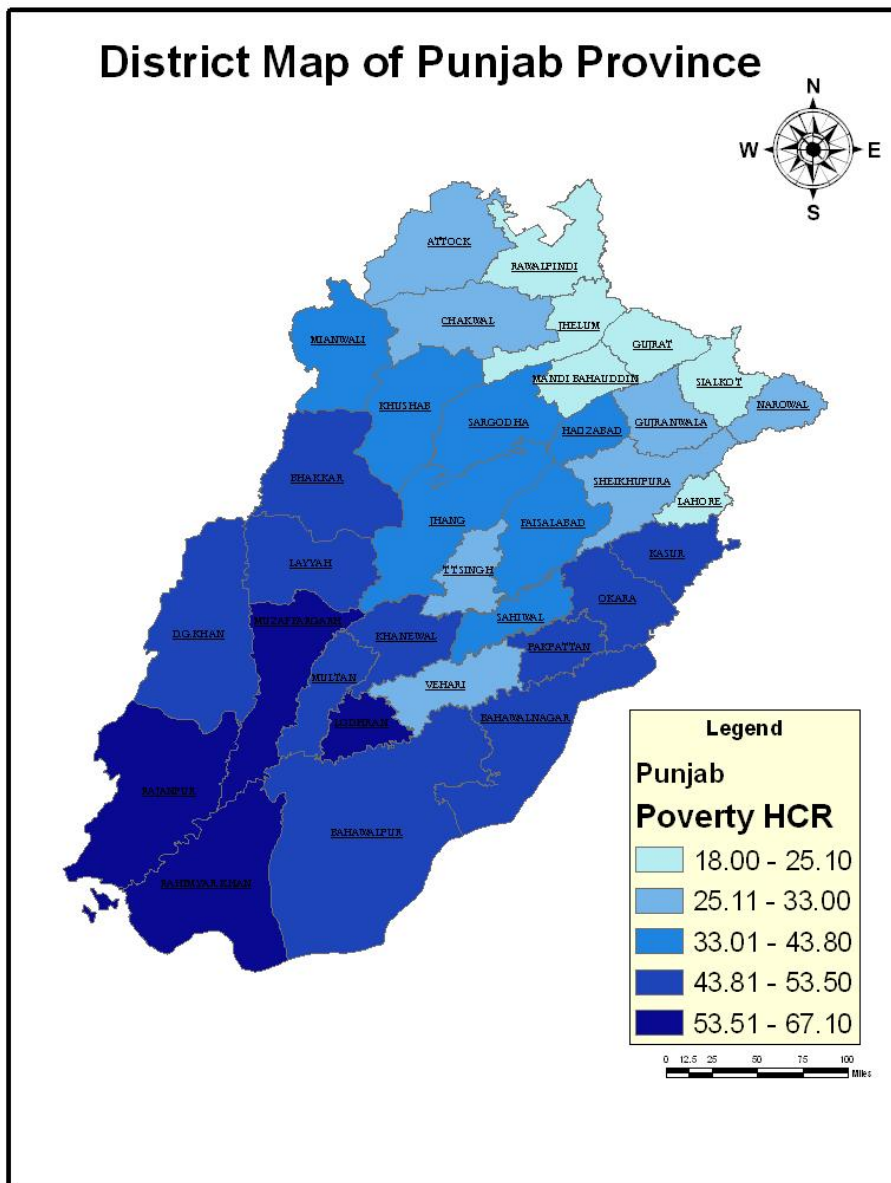 District Map of Punjab Province
N
W
E
S
ATTOCK
RAWALPINDI
CHAKWAL
JHELUM
MIANWALI
GUJRAT
MANDI BAHAUDDIN
SIALKOT
KHUSHAB
NAROWAL
SARGODHA
HAFIZABAD
GUJRANWALA
BHAKKAR
SHEIKHUPURA
LAHORE
JHANG
FAISALABAD
KASUR
LAYYAH
T.T.SINGH
OKARA
MUZAFFARGARH
SAHIWAL
D.G.KHAN
KHANEWAL
PAKPATTAN
MULTAN
VEHARI
LODHRAN
BAHAWALNAGAR
RAJANPUR
BAHAWALPUR
RAHIMYAR KHAN
Legend
Punjab
Poverty HCR
18.00 - 25.10
25.11 - 33.00
33.01 - 43.80
43.81 - 53.50
53.51 - 67.10
0 12.5 25 50 75 100
Miles